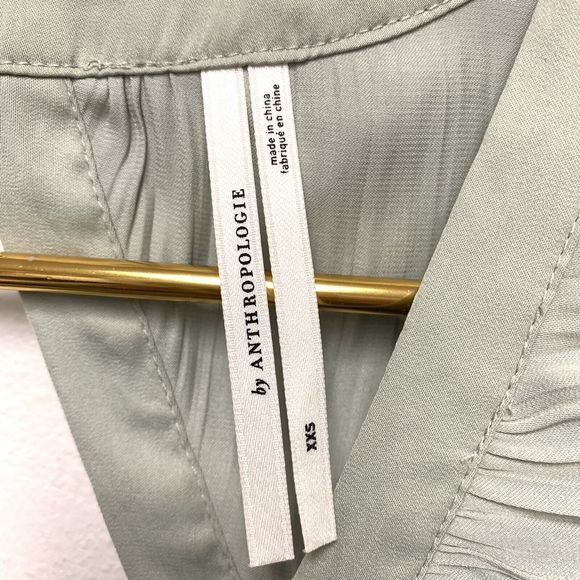 by ANTHROPOLOGIE
made in china
fabriqué en chine
XXS